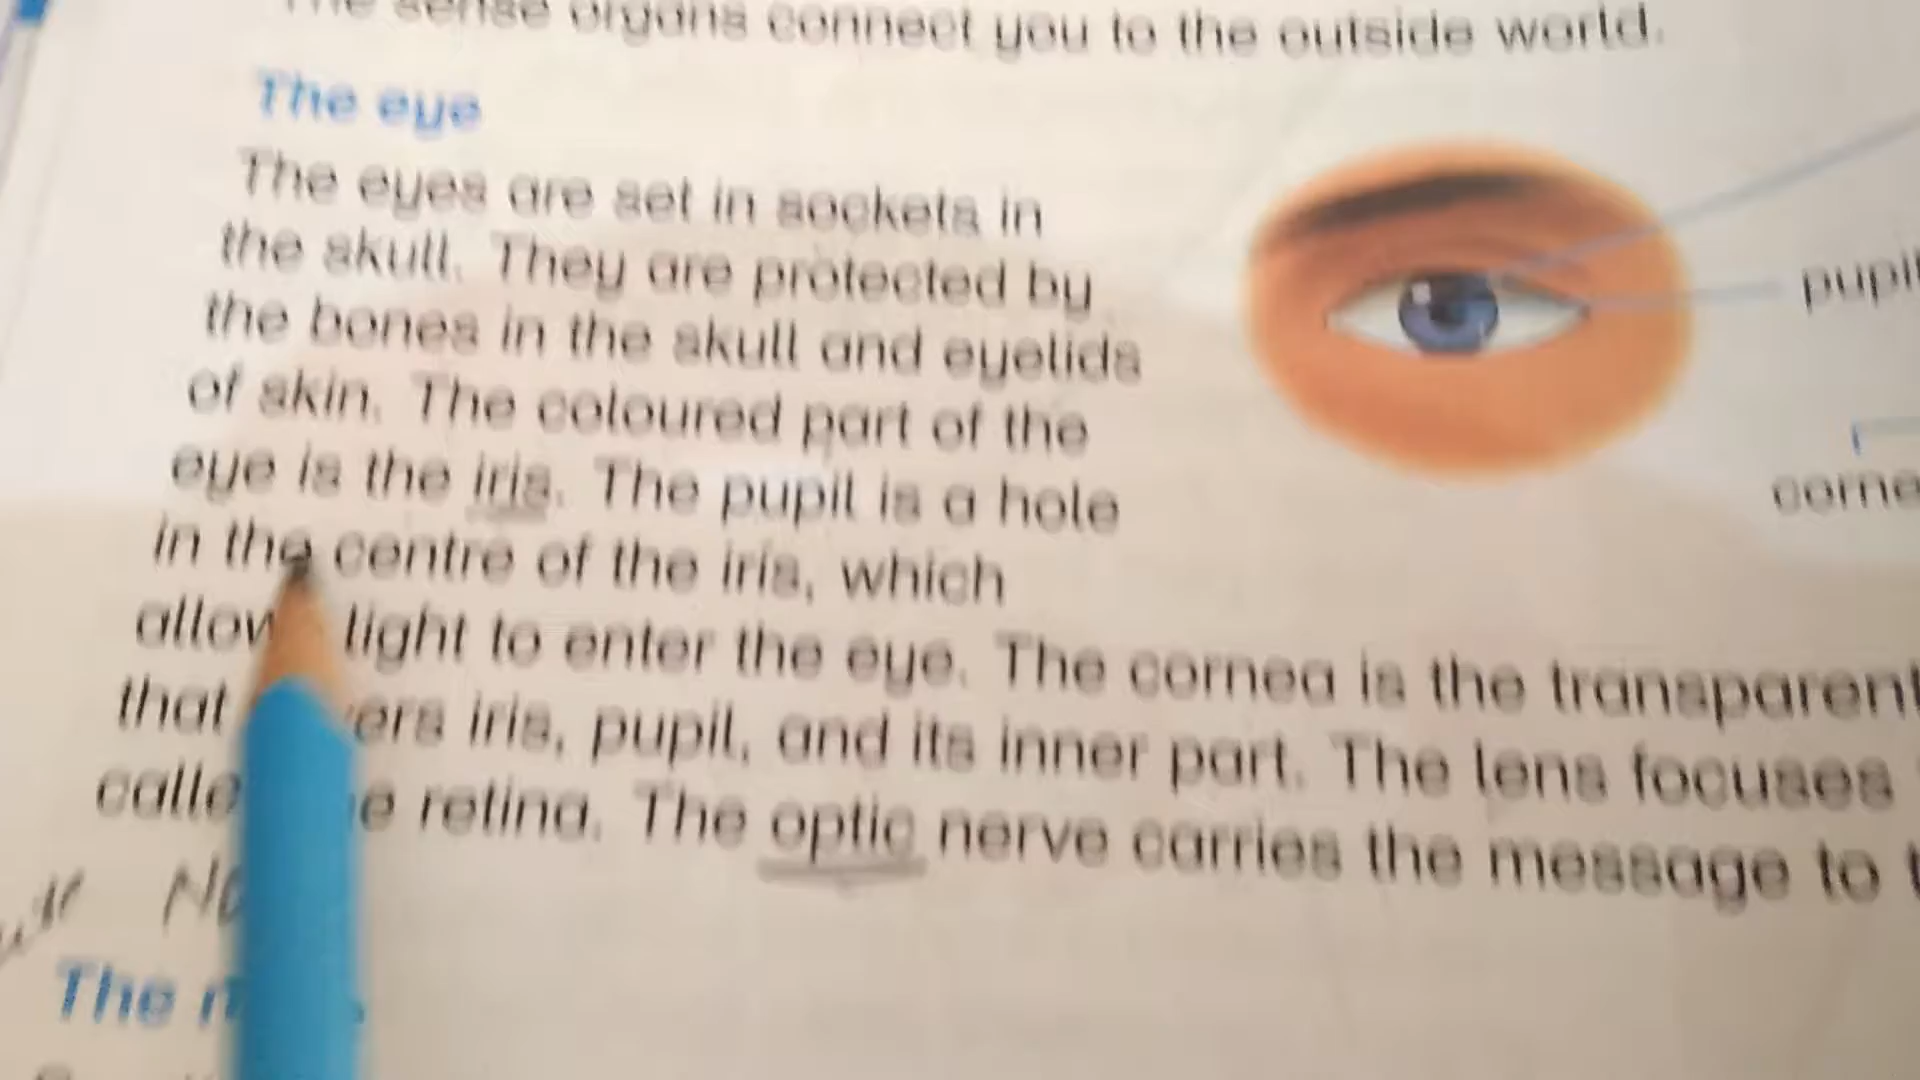 The sense organs connect you to the outside world.
The eye
The eyes are set in sockets in
the skull. They are protected by
the bones in the skull and eyelids
of skin. The coloured part of the
eye is the iris. The pupil is a hole
in the centre of the iris, which
pupil
allow light to enter the eye. The cornea is the transparent
that iris, pupil, and its inner part. The lens focuses
retina. The optic nerve carries the message to
The